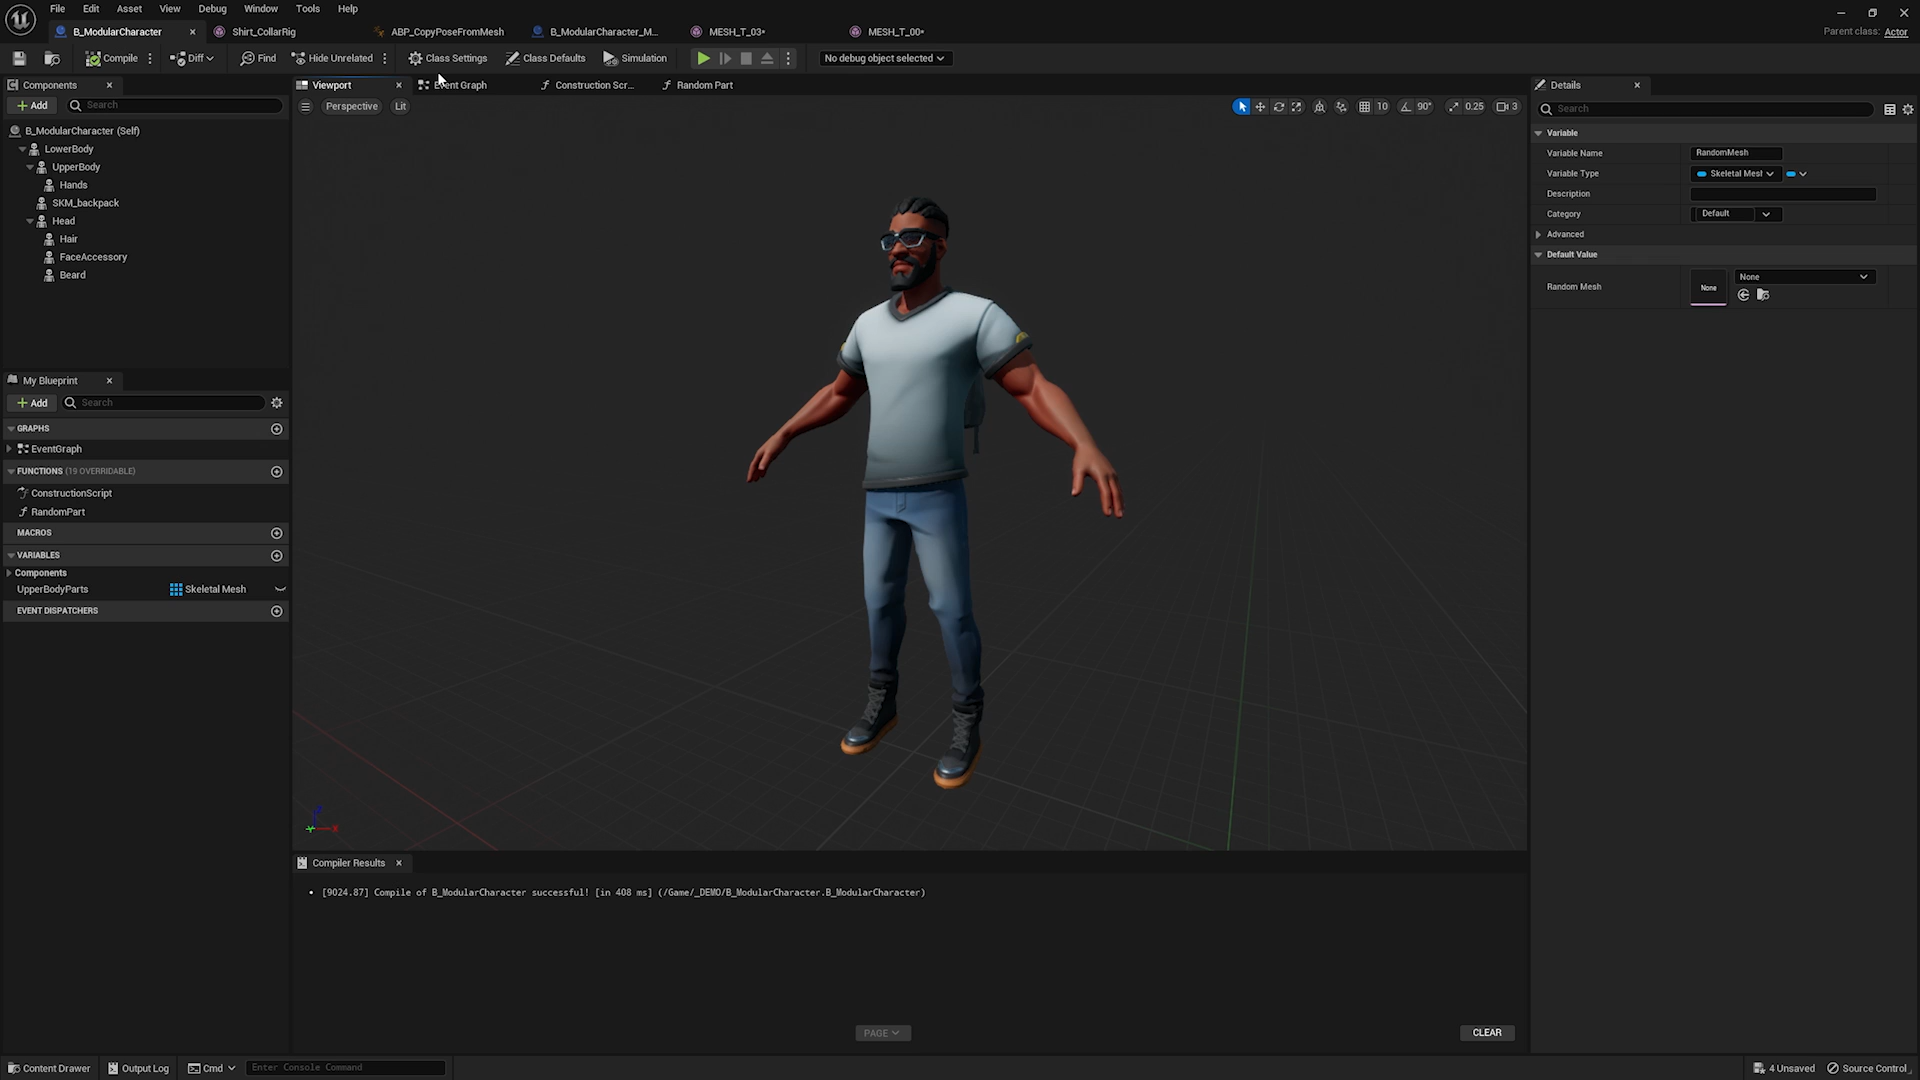 File Edit Asset View Debug Window Tools Help
B_ModularCharacter Shirt_CollarRig ABP_CopyPoseFromMesh B_ModularCharacter_M... MESH_T_03* MESH_T_00* Parent class: Actor
Compile Diff Find Hide Unrelated Class Settings Class Defaults Simulation No debug object selected
Components
Add Search
B_ModularCharacter (Self)
LowerBody
UpperBody
Hands
SKM_backpack
Head
Hair
FaceAccessory
Beard
My Blueprint
Add Search
GRAPHS
EventGraph
FUNCTIONS (19 OVERRIDABLE)
ConstructionScript
RandomPart
MACROS
VARIABLES
Components
UpperBodyParts Skeletal Mesh
EVENT DISPATCHERS
Viewport Event Graph Construction Scr... Random Part
Perspective Lit 10 90° 0.25 3
Z X Y
Compiler Results
[9024.87] Compile of B_ModularCharacter successful! [in 408 ms] (/Game/_DEMO/B_ModularCharacter.B_ModularCharacter)
PAGE CLEAR
Details
Search
Variable
Variable Name RandomMesh
Variable Type Skeletal Mesh
Description
Category Default
Advanced
Default Value
Random Mesh None None
Content Drawer Output Log Cmd Enter Console Command 4 Unsaved Source Control